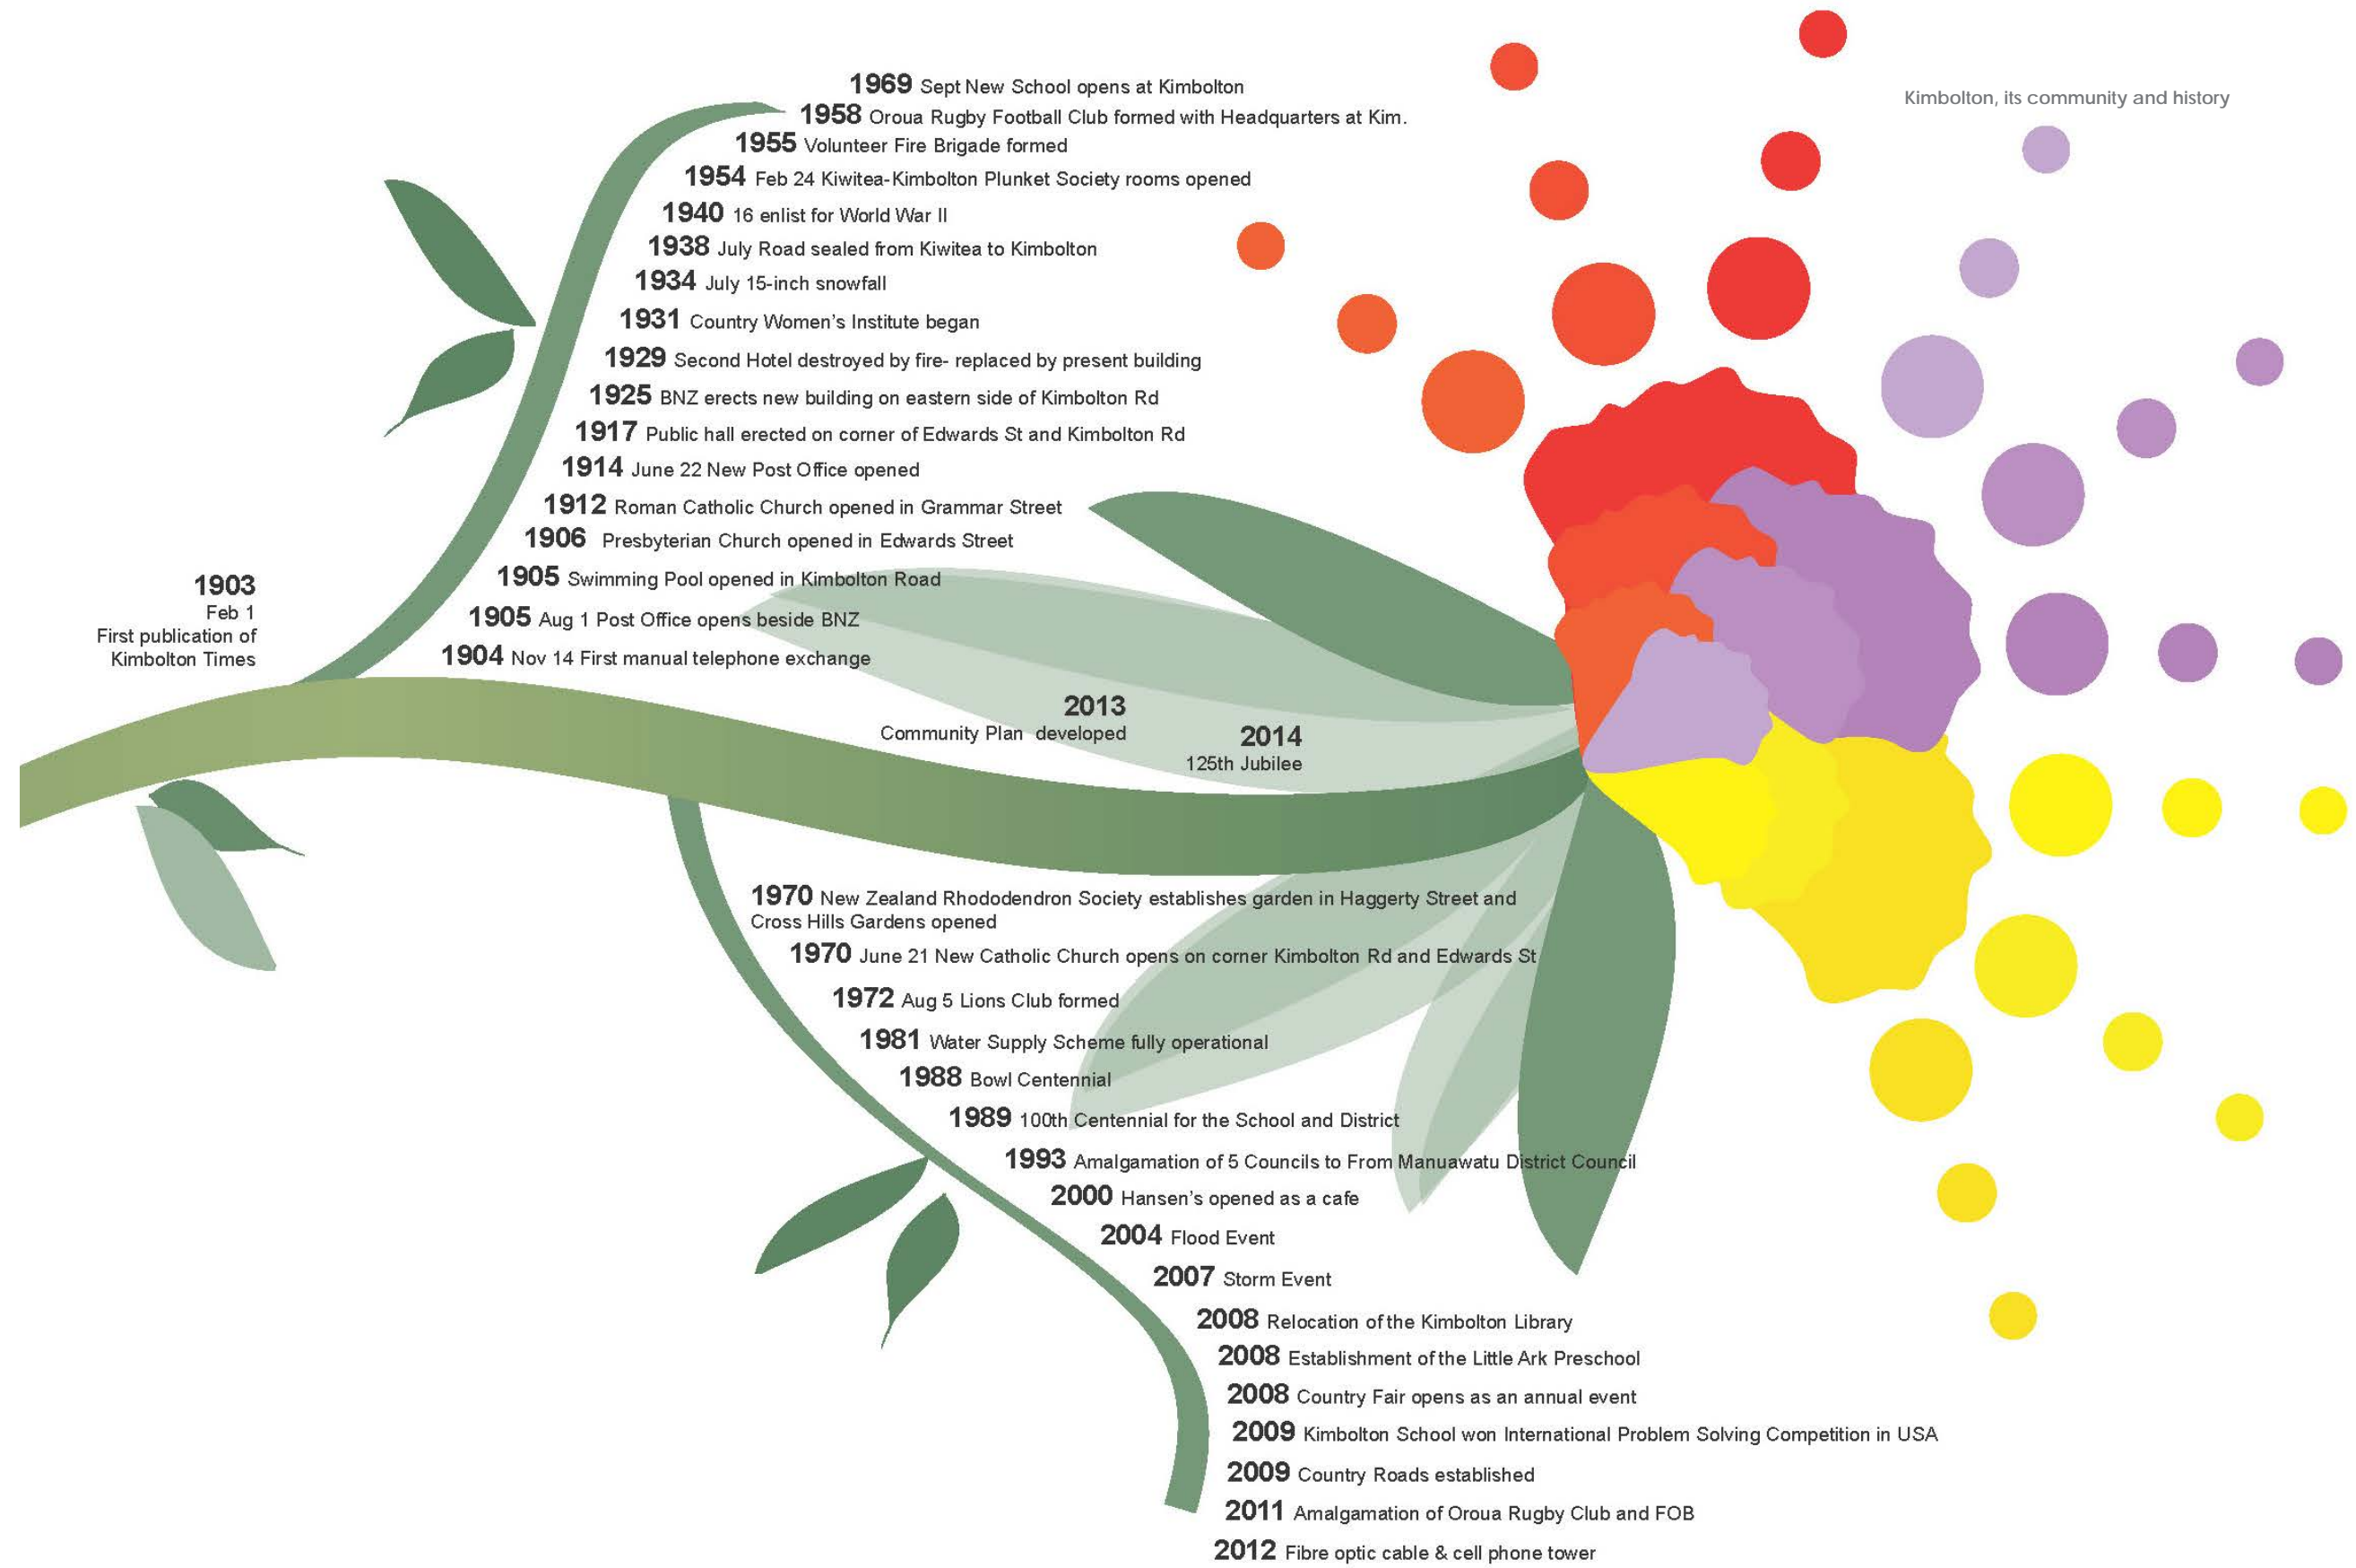 Kimbolton, its community and history
1969 Sept New School opens at Kimbolton
1958 Oroua Rugby Football Club formed with Headquarters at Kim.
1955 Volunteer Fire Brigade formed
1954 Feb 24 Kiwitea-Kimbolton Plunket Society rooms opened
1940 16 enlist for World War II
1938 July Road sealed from Kiwitea to Kimbolton
1934 July 15-inch snowfall
1931 Country Women's Institute began
1929 Second Hotel destroyed by fire- replaced by present building
1925 BNZ erects new building on eastern side of Kimbolton Rd
1917 Public hall erected on corner of Edwards St and Kimbolton Rd
1914 June 22 New Post Office opened
1912 Roman Catholic Church opened in Grammar Street
1906 Presbyterian Church opened in Edwards Street
1905 Swimming Pool opened in Kimbolton Road
1905 Aug 1 Post Office opens beside BNZ
1904 Nov 14 First manual telephone exchange
1903
Feb 1
First publication of
Kimbolton Times
2013
Community Plan developed
2014
125th Jubilee
1970 New Zealand Rhododendron Society establishes garden in Haggerty Street and
Cross Hills Gardens opened
1970 June 21 New Catholic Church opens on corner Kimbolton Rd and Edwards St
1972 Aug 5 Lions Club formed
1981 Water Supply Scheme fully operational
1988 Bowl Centennial
1989 100th Centennial for the School and District
1993 Amalgamation of 5 Councils to From Manuawatu District Council
2000 Hansen's opened as a cafe
2004 Flood Event
2007 Storm Event
2008 Relocation of the Kimbolton Library
2008 Establishment of the Little Ark Preschool
2008 Country Fair opens as an annual event
2009 Kimbolton School won International Problem Solving Competition in USA
2009 Country Roads established
2011 Amalgamation of Oroua Rugby Club and FOB
2012 Fibre optic cable & cell phone tower